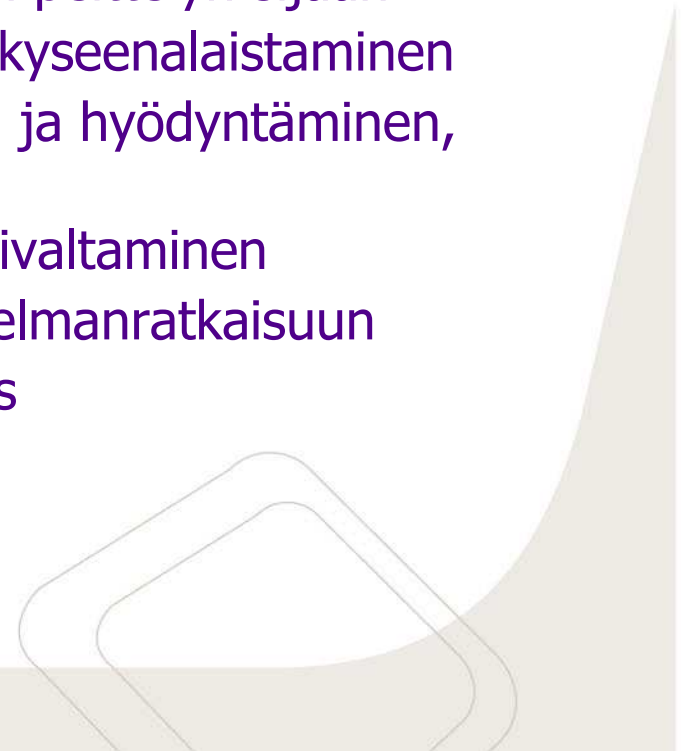 kyseenalaistaminen
ja hyödyntäminen,
ivaltaminen
elmanratkaisuun
s